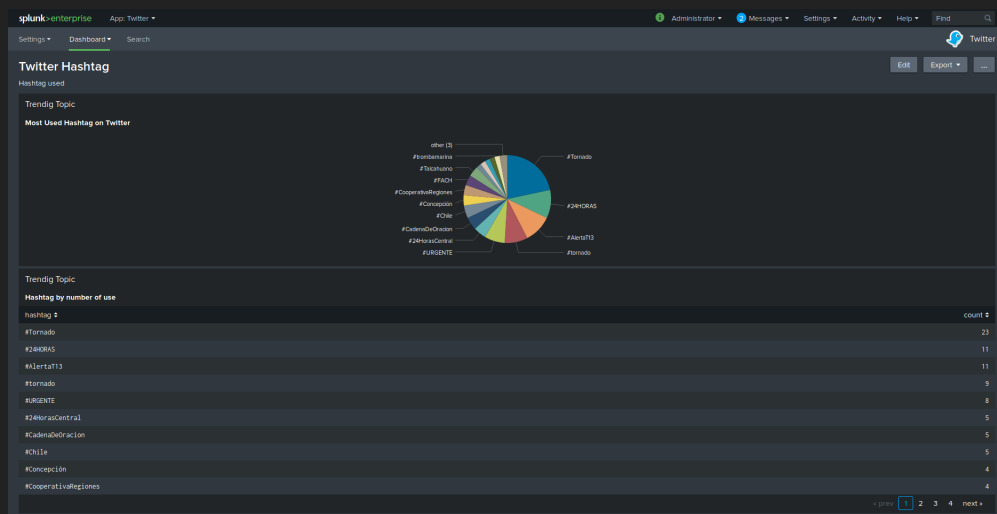 splunk>enterprise App: Twitter Administrator 2 Messages Settings Activity Help Find
Settings Dashboard Search Twitter
Twitter Hashtag Edit Export ...
Hashtag used
Trendig Topic
Most Used Hashtag on Twitter
other (3)
#trombamarina
#Tornado
#Talcahuano
#FACH
#CooperativaRegiones
#Concepción
#24HORAS
#Chile
#CadenaDeOracion
#AlertaT13
#24HorasCentral
#URGENTE
#tornado
Trendig Topic
Hashtag by number of use
hashtag count
#Tornado 23
#24HORAS 11
#AlertaT13 11
#tornado 9
#URGENTE 8
#24HorasCentral 5
#CadenaDeOracion 5
#Chile 5
#Concepción 4
#CooperativaRegiones 4
« prev 1 2 3 4 next »